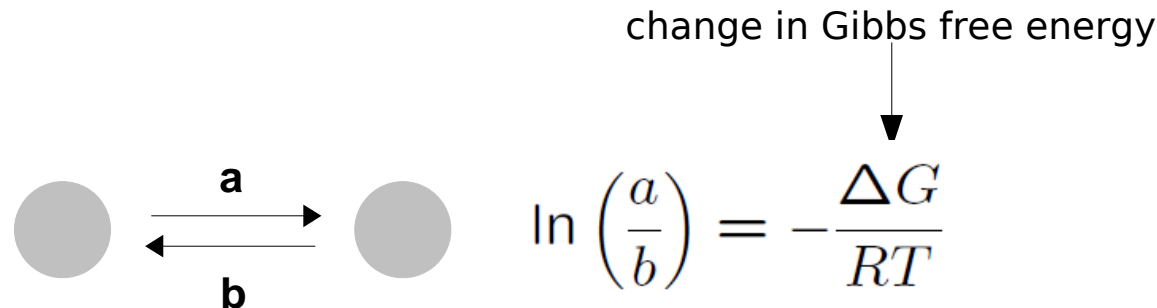 change in Gibbs free energy
a
b
ln (a/b) = −ΔG/RT